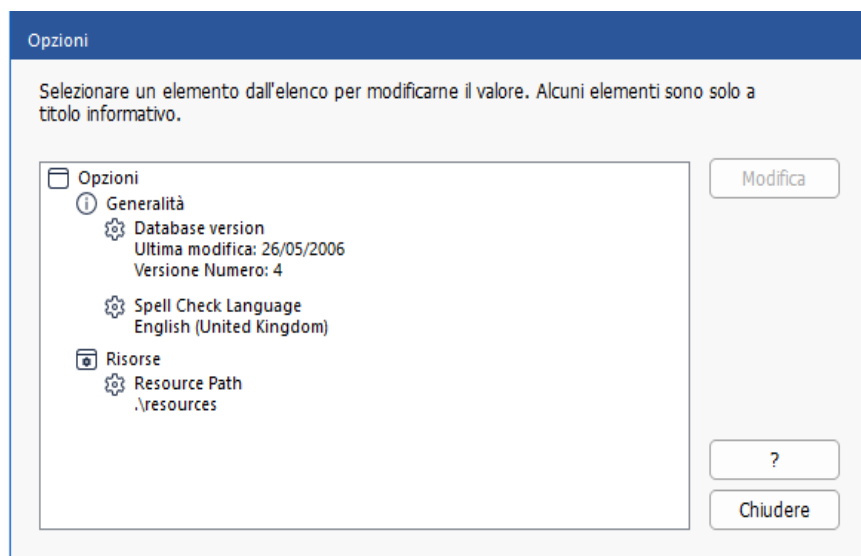 Opzioni
Selezionare un elemento dall'elenco per modificarne il valore. Alcuni elementi sono solo a
titolo informativo.
Opzioni
Generalità
Database version
Ultima modifica: 26/05/2006
Versione Numero: 4
Spell Check Language
English (United Kingdom)
Risorse
Resource Path
.\resources
Modifica
?
Chiudere